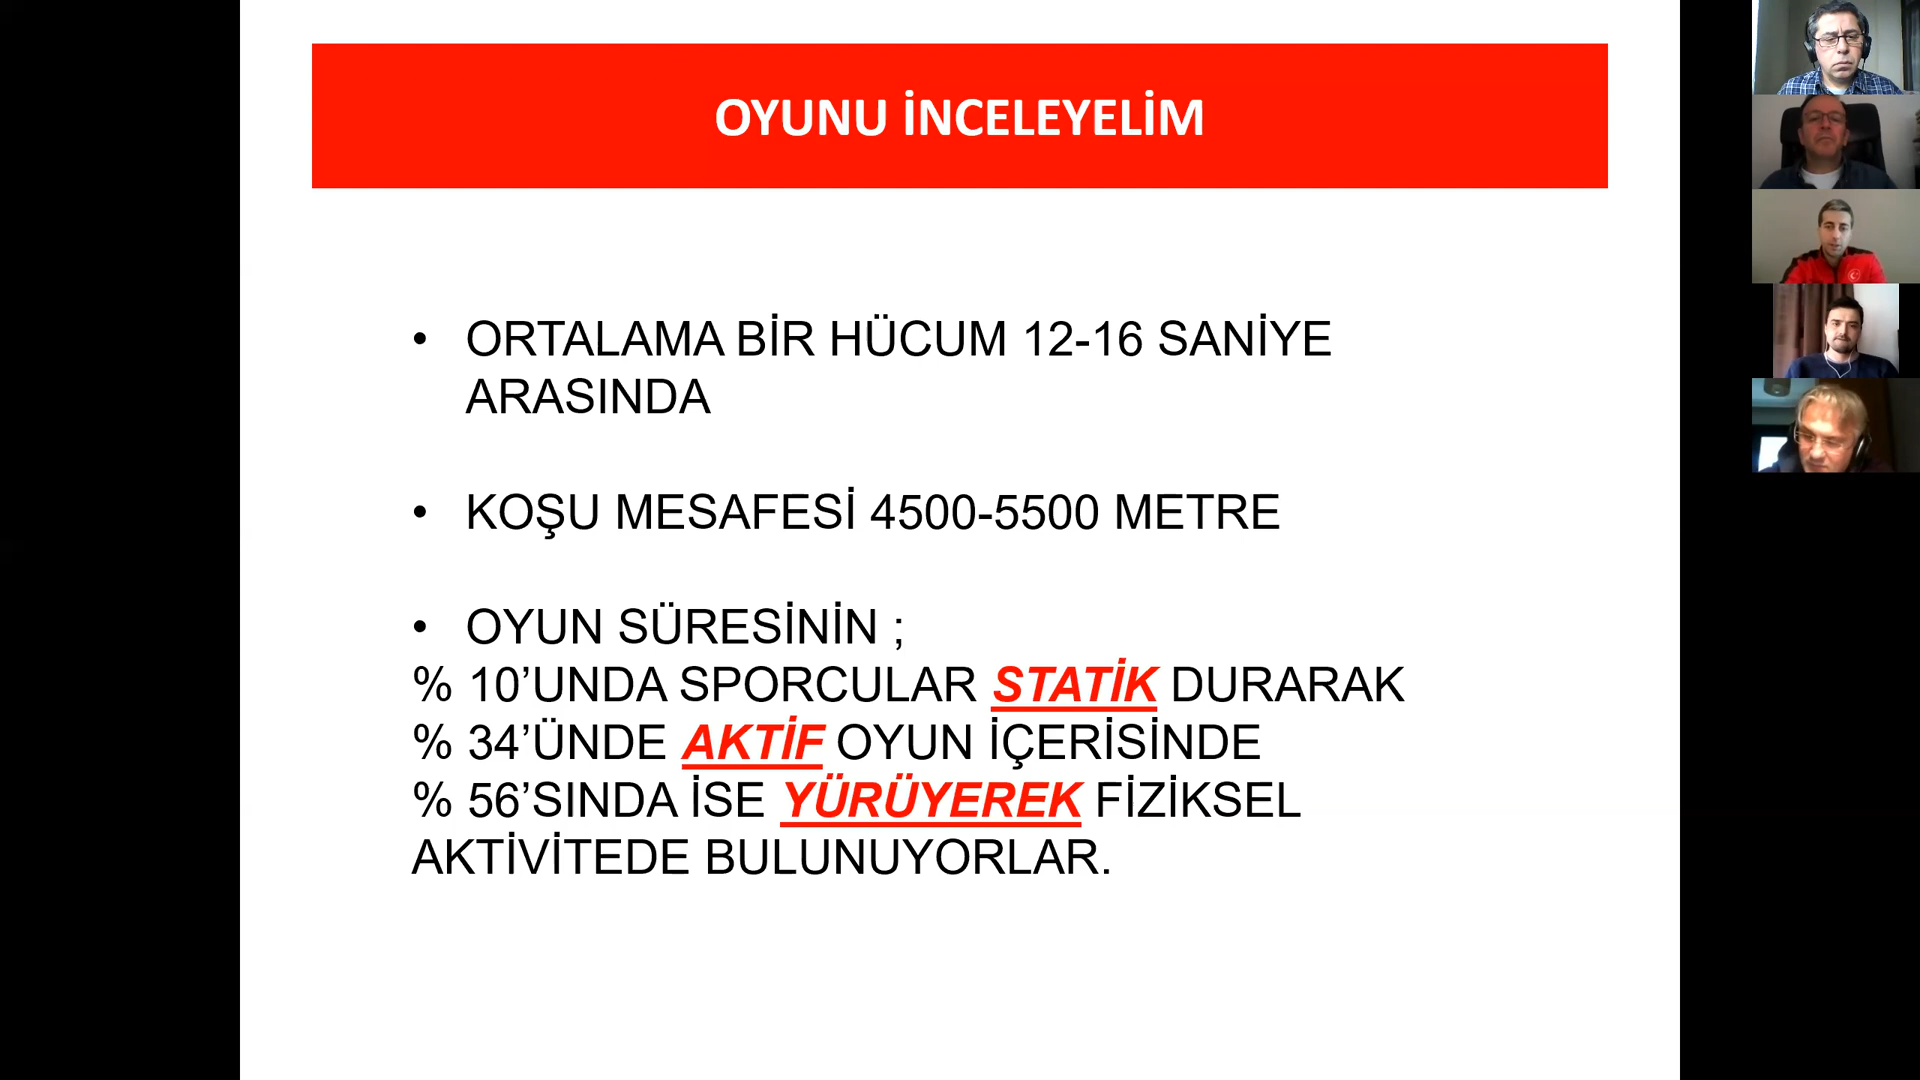 OYUNU İNCELEYELİM
• ORTALAMA BİR HÜCUM 12-16 SANİYE
ARASINDA
• KOŞU MESAFESİ 4500-5500 METRE
• OYUN SÜRESİNİN ;
% 10’UNDA SPORCULAR STATİK DURARAK
% 34’ÜNDE AKTİF OYUN İÇERİSİNDE
% 56’SINDA İSE YÜRÜYEREK FİZİKSEL
AKTİVİTEDE BULUNUYORLAR.